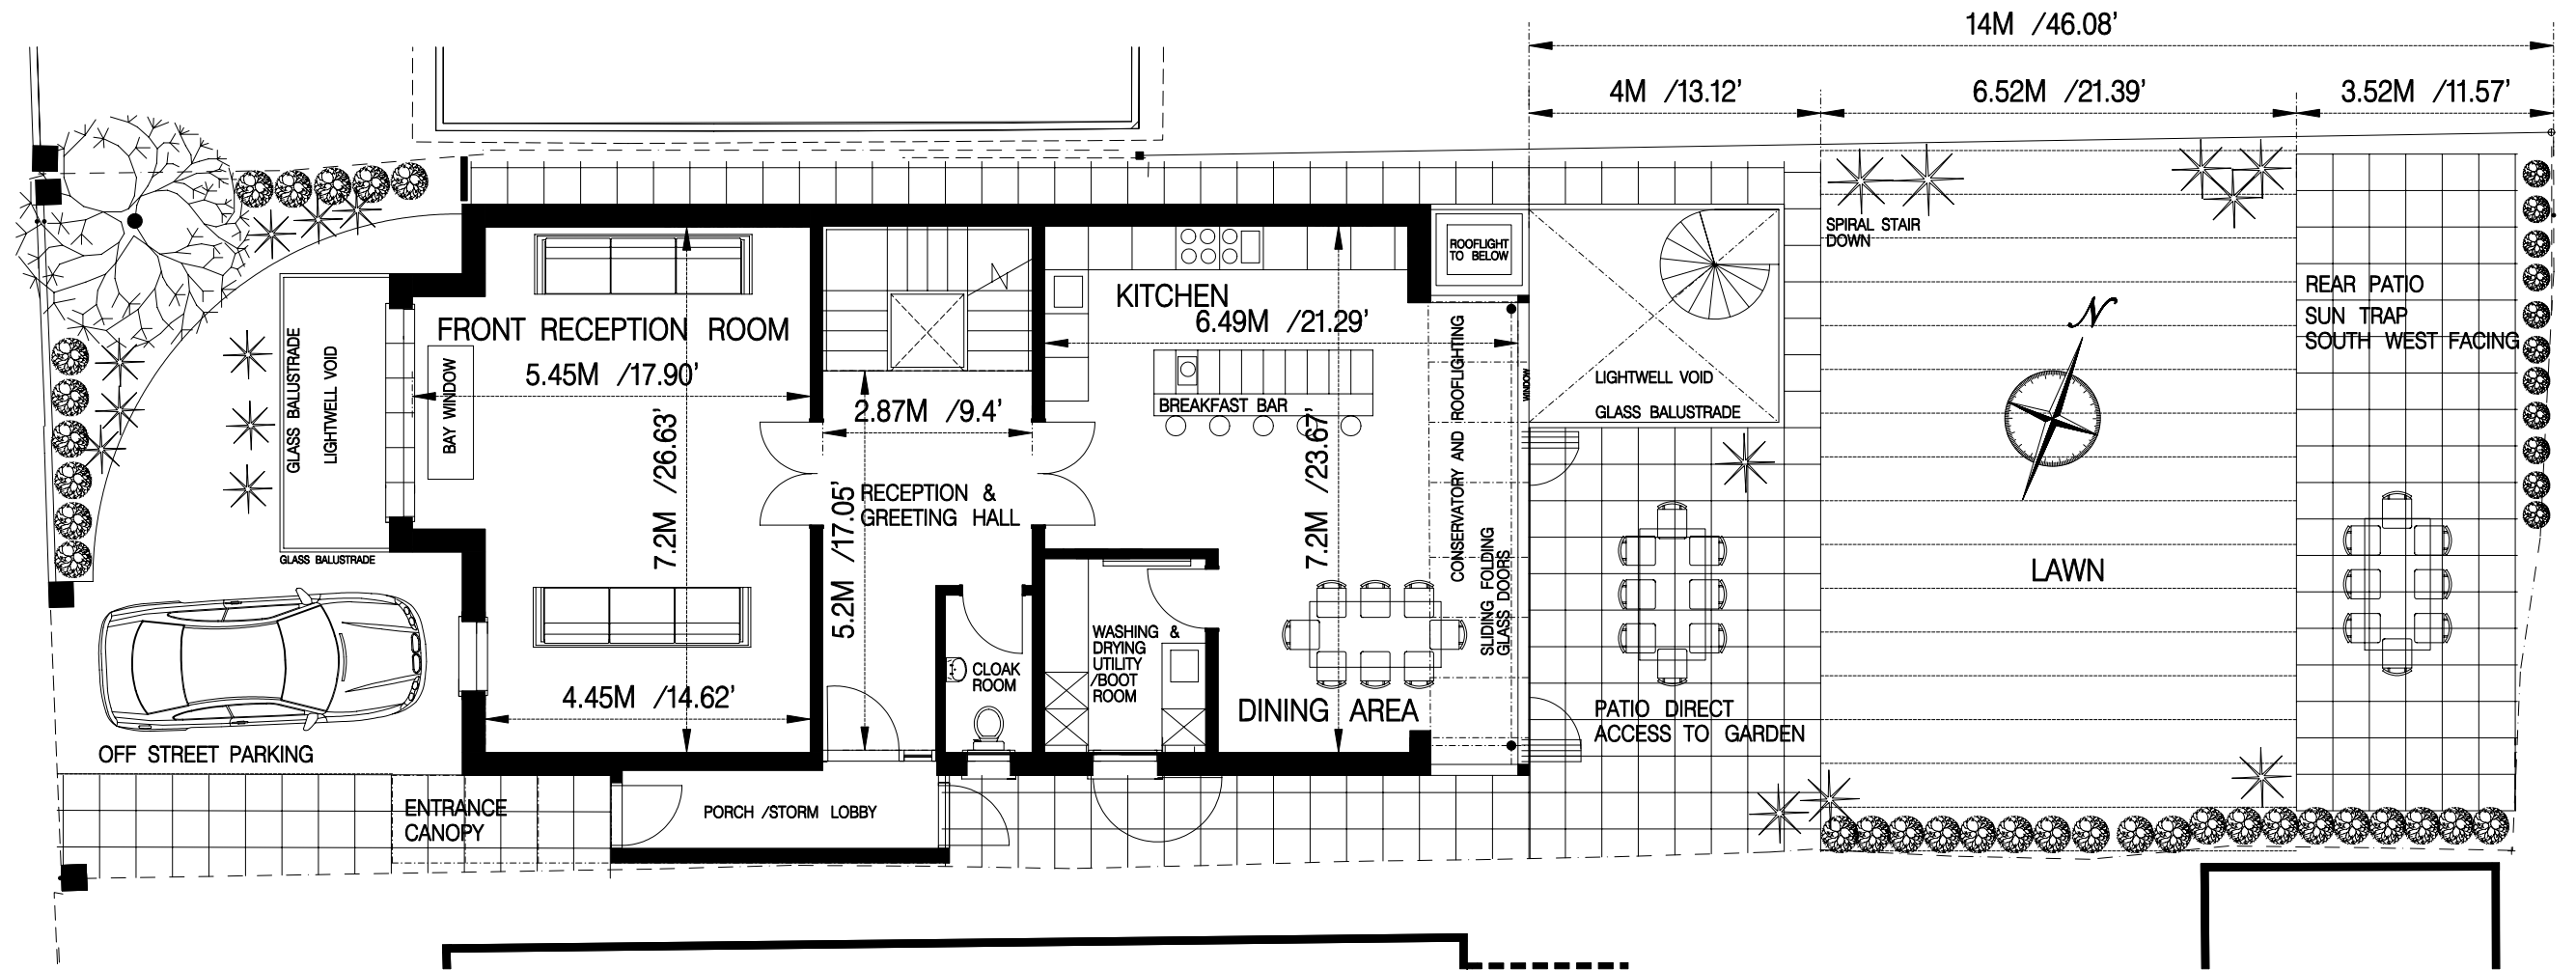 14M /46.08'
4M /13.12'
6.52M /21.39'
3.52M /11.57'
SPIRAL STAIR
DOWN
ROOFLIGHT
TO BELOW
N
REAR PATIO
SUN TRAP
SOUTH WEST FACING
KITCHEN
6.49M /21.29'
FRONT RECEPTION ROOM
5.45M /17.90'
GLASS BALUSTRADE
LIGHTWELL VOID
BAY WINDOW
7.2M /26.63'
2.87M /9.4'
BREAKFAST BAR
7.2M /23.67'
CONSERVATORY AND ROOFLIGHTING
WINDOW
LIGHTWELL VOID
GLASS BALUSTRADE
5.2M /17.05'
RECEPTION &
GREETING HALL
SLIDING FOLDING
GLASS DOORS
GLASS BALUSTRADE
LAWN
WASHING &
DRYING
UTILITY
/BOOT
ROOM
CLOAK
ROOM
4.45M /14.62'
DINING AREA
PATIO DIRECT
ACCESS TO GARDEN
OFF STREET PARKING
ENTRANCE
CANOPY
PORCH /STORM LOBBY